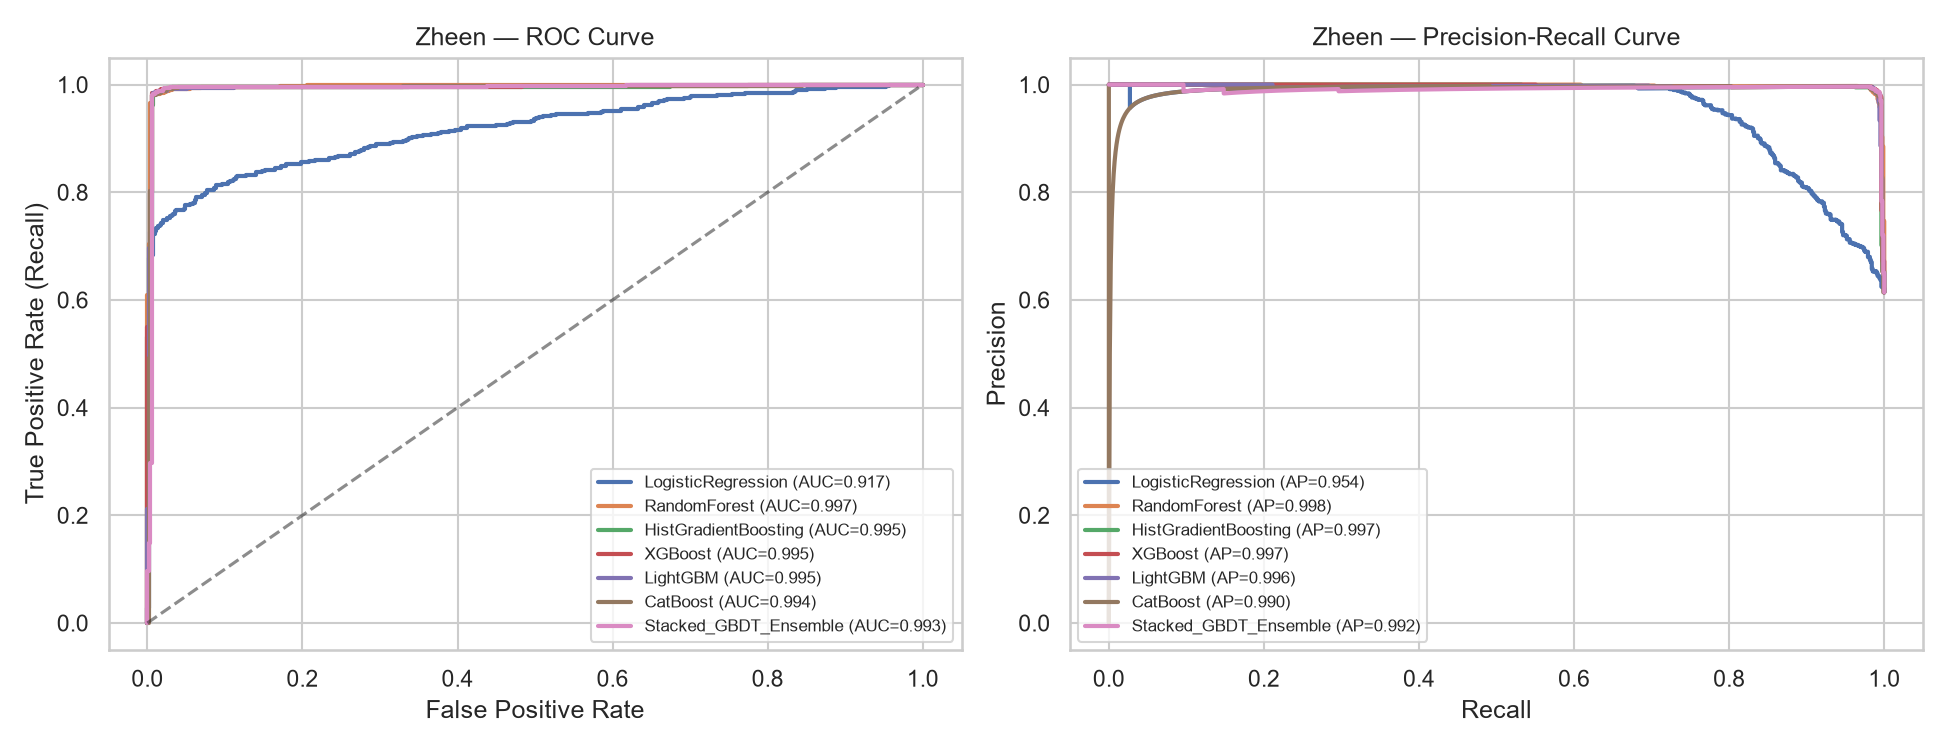 Zheen — ROC Curve
True Positive Rate (Recall)
1.0
0.8
0.6
0.4
0.2
0.0
0.0 0.2 0.4 0.6 0.8 1.0
False Positive Rate
LogisticRegression (AUC=0.917)
RandomForest (AUC=0.997)
HistGradientBoosting (AUC=0.995)
XGBoost (AUC=0.995)
LightGBM (AUC=0.995)
CatBoost (AUC=0.994)
Stacked_GBDT_Ensemble (AUC=0.993)
Zheen — Precision-Recall Curve
Precision
1.0
0.8
0.6
0.4
0.2
0.0
0.0 0.2 0.4 0.6 0.8 1.0
Recall
LogisticRegression (AP=0.954)
RandomForest (AP=0.998)
HistGradientBoosting (AP=0.997)
XGBoost (AP=0.997)
LightGBM (AP=0.996)
CatBoost (AP=0.990)
Stacked_GBDT_Ensemble (AP=0.992)